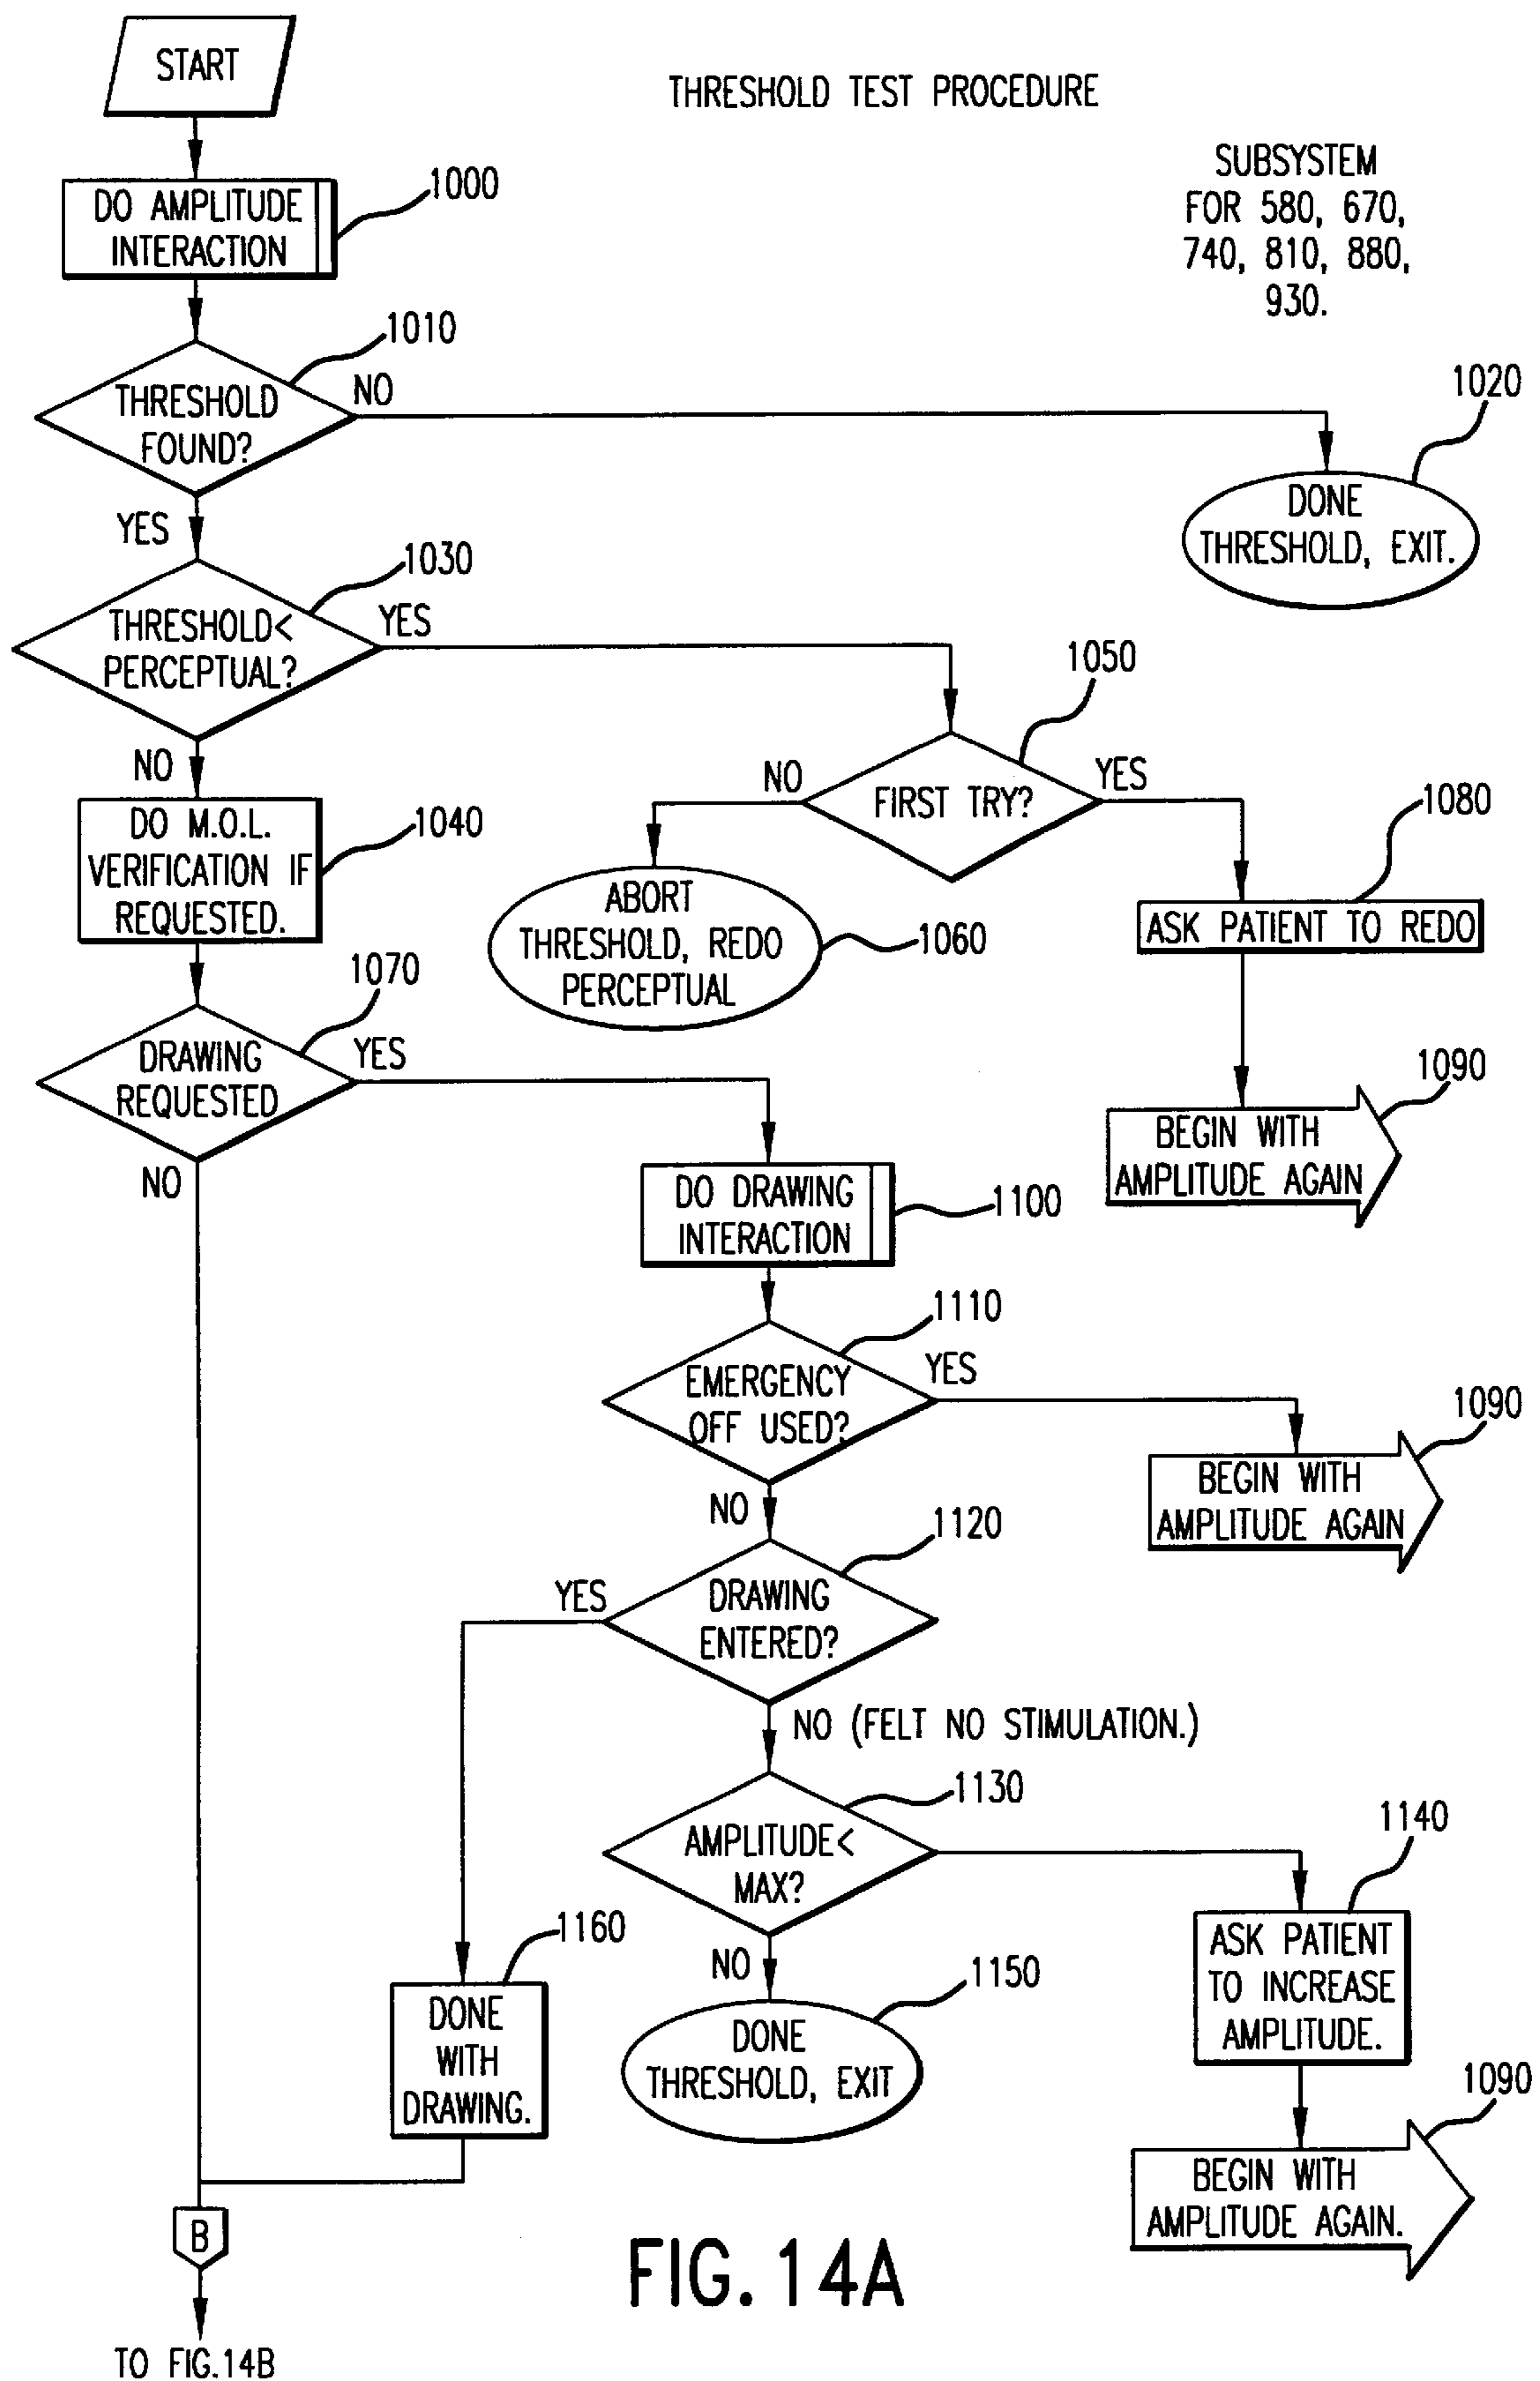 START
THRESHOLD TEST PROCEDURE
SUBSYSTEM
FOR 580, 670,
740, 810, 880,
930.
DO AMPLITUDE
INTERACTION
1000
THRESHOLD
FOUND?
1010
NO
YES
1020
DONE
THRESHOLD, EXIT.
THRESHOLD<
PERCEPTUAL?
1030
YES
NO
1050
FIRST TRY?
NO
YES
DO M.O.L.
VERIFICATION IF
REQUESTED.
1040
ABORT
THRESHOLD, REDO
PERCEPTUAL
1060
1080
ASK PATIENT TO REDO
1090
BEGIN WITH
AMPLITUDE AGAIN
1070
DRAWING
REQUESTED
YES
NO
DO DRAWING
INTERACTION
1100
1110
EMERGENCY
OFF USED?
YES
NO
1090
BEGIN WITH
AMPLITUDE AGAIN
1120
DRAWING
ENTERED?
YES
NO (FELT NO STIMULATION.)
1130
AMPLITUDE<
MAX?
NO
1140
ASK PATIENT
TO INCREASE
AMPLITUDE.
1150
DONE
THRESHOLD, EXIT
1160
DONE
WITH
DRAWING.
1090
BEGIN WITH
AMPLITUDE AGAIN.
B
TO FIG.14B
FIG. 14A